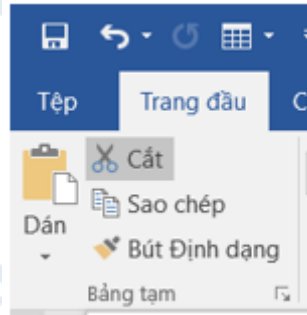 Tệp Trang đầu C
Cắt
Sao chép
Dán
Bút Định dạng
Bảng tạm